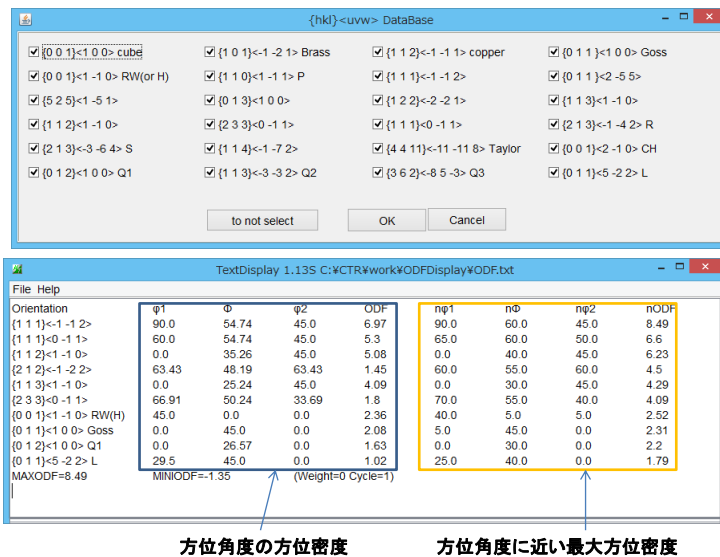 {hkl}<uvw> DataBase
{0 0 1}<1 0 0> cube {1 0 1}<-1 -2 1> Brass {1 1 2}<-1 -1 1> copper {0 1 1 }<1 0 0> Goss
{0 0 1}<1 -1 0> RW(or H) {1 1 0}<1 -1 1> P {1 1 1}<-1 -1 2> {0 1 1 }<2 -5 5>
{5 2 5}<1 -5 1> {0 1 3}<1 0 0> {1 2 2}<-2 -2 1> {1 1 3}<1 -1 0>
{1 1 2}<1 -1 0> {2 3 3}<0 -1 1> {1 1 1}<0 -1 1> {2 1 3}<-1 -4 2> R
{2 1 3}<-3 -6 4> S {1 1 4}<-1 -7 2> {4 4 11}<-11 -11 8> Taylor {0 0 1}<2 -1 0> CH
{0 1 2}<1 0 0> Q1 {1 1 3}<-3 -3 2> Q2 {3 6 2}<-8 5 -3> Q3 {0 1 1}<5 -2 2> L
to not select OK Cancel
TextDisplay 1.13S C:¥CTR¥work¥ODFDisplay¥ODF.txt
File Help
Orientation φ1 Φ φ2 ODF nφ1 nΦ nφ2 nODF
{1 1 1}<-1 -1 2> 90.0 54.74 45.0 6.97 90.0 60.0 45.0 8.49
{1 1 1}<0 -1 1> 60.0 54.74 45.0 5.3 65.0 60.0 50.0 6.6
{1 1 2}<1 -1 0> 0.0 35.26 45.0 5.08 0.0 40.0 45.0 6.23
{2 1 2}<-1 -2 2> 63.43 48.19 63.43 1.45 60.0 55.0 60.0 4.5
{1 1 3}<1 -1 0> 0.0 25.24 45.0 4.09 0.0 30.0 45.0 4.29
{2 3 3}<0 -1 1> 66.91 50.24 33.69 1.8 70.0 55.0 40.0 4.09
{0 0 1}<1 -1 0> RW(H) 45.0 0.0 0.0 2.36 40.0 5.0 5.0 2.52
{0 1 1}<1 0 0> Goss 0.0 45.0 0.0 2.08 5.0 45.0 0.0 2.31
{0 1 2}<1 0 0> Q1 0.0 26.57 0.0 1.63 0.0 30.0 0.0 2.2
{0 1 1}<5 -2 2> L 29.5 45.0 0.0 1.02 25.0 40.0 0.0 1.79
MAXODF=8.49 MINIODF=-1.35 (Weight=0 Cycle=1)
方位角度の方位密度 方位角度に近い最大方位密度